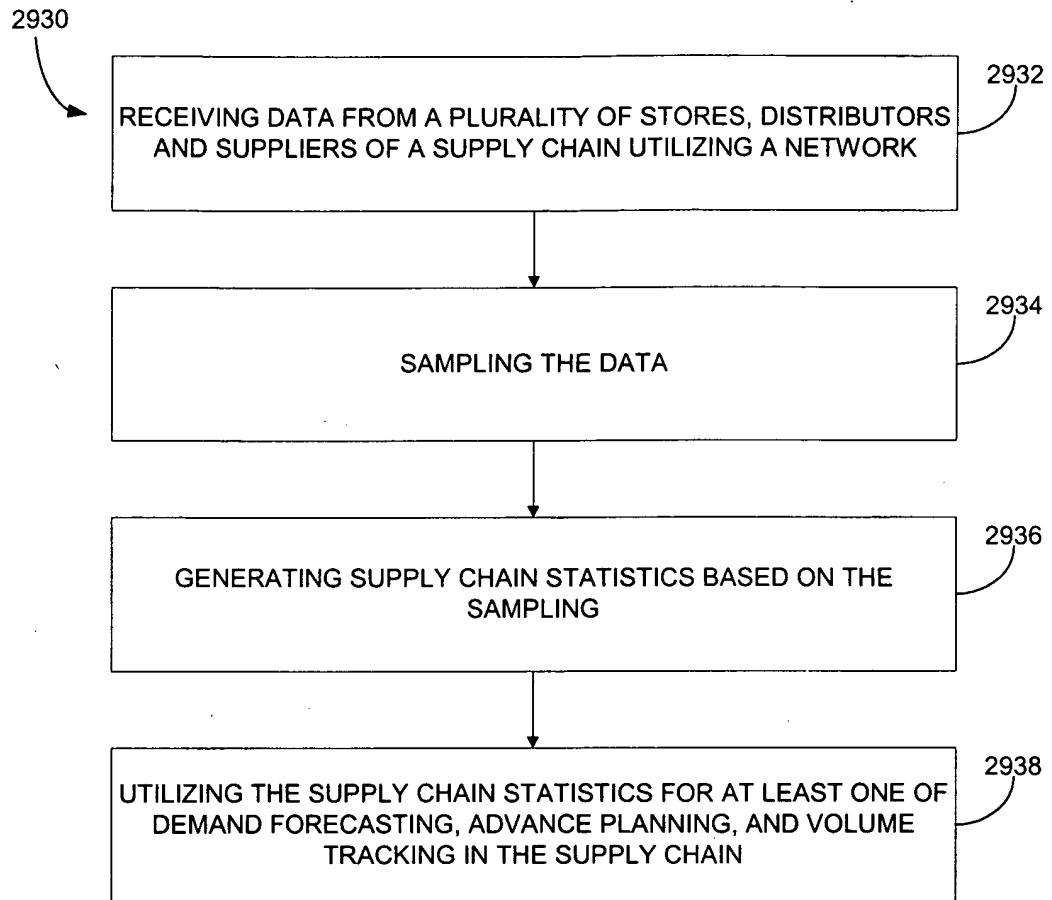 2930
2932
RECEIVING DATA FROM A PLURALITY OF STORES, DISTRIBUTORS
AND SUPPLIERS OF A SUPPLY CHAIN UTILIZING A NETWORK
2934
SAMPLING THE DATA
2936
GENERATING SUPPLY CHAIN STATISTICS BASED ON THE
SAMPLING
2938
UTILIZING THE SUPPLY CHAIN STATISTICS FOR AT LEAST ONE OF
DEMAND FORECASTING, ADVANCE PLANNING, AND VOLUME
TRACKING IN THE SUPPLY CHAIN